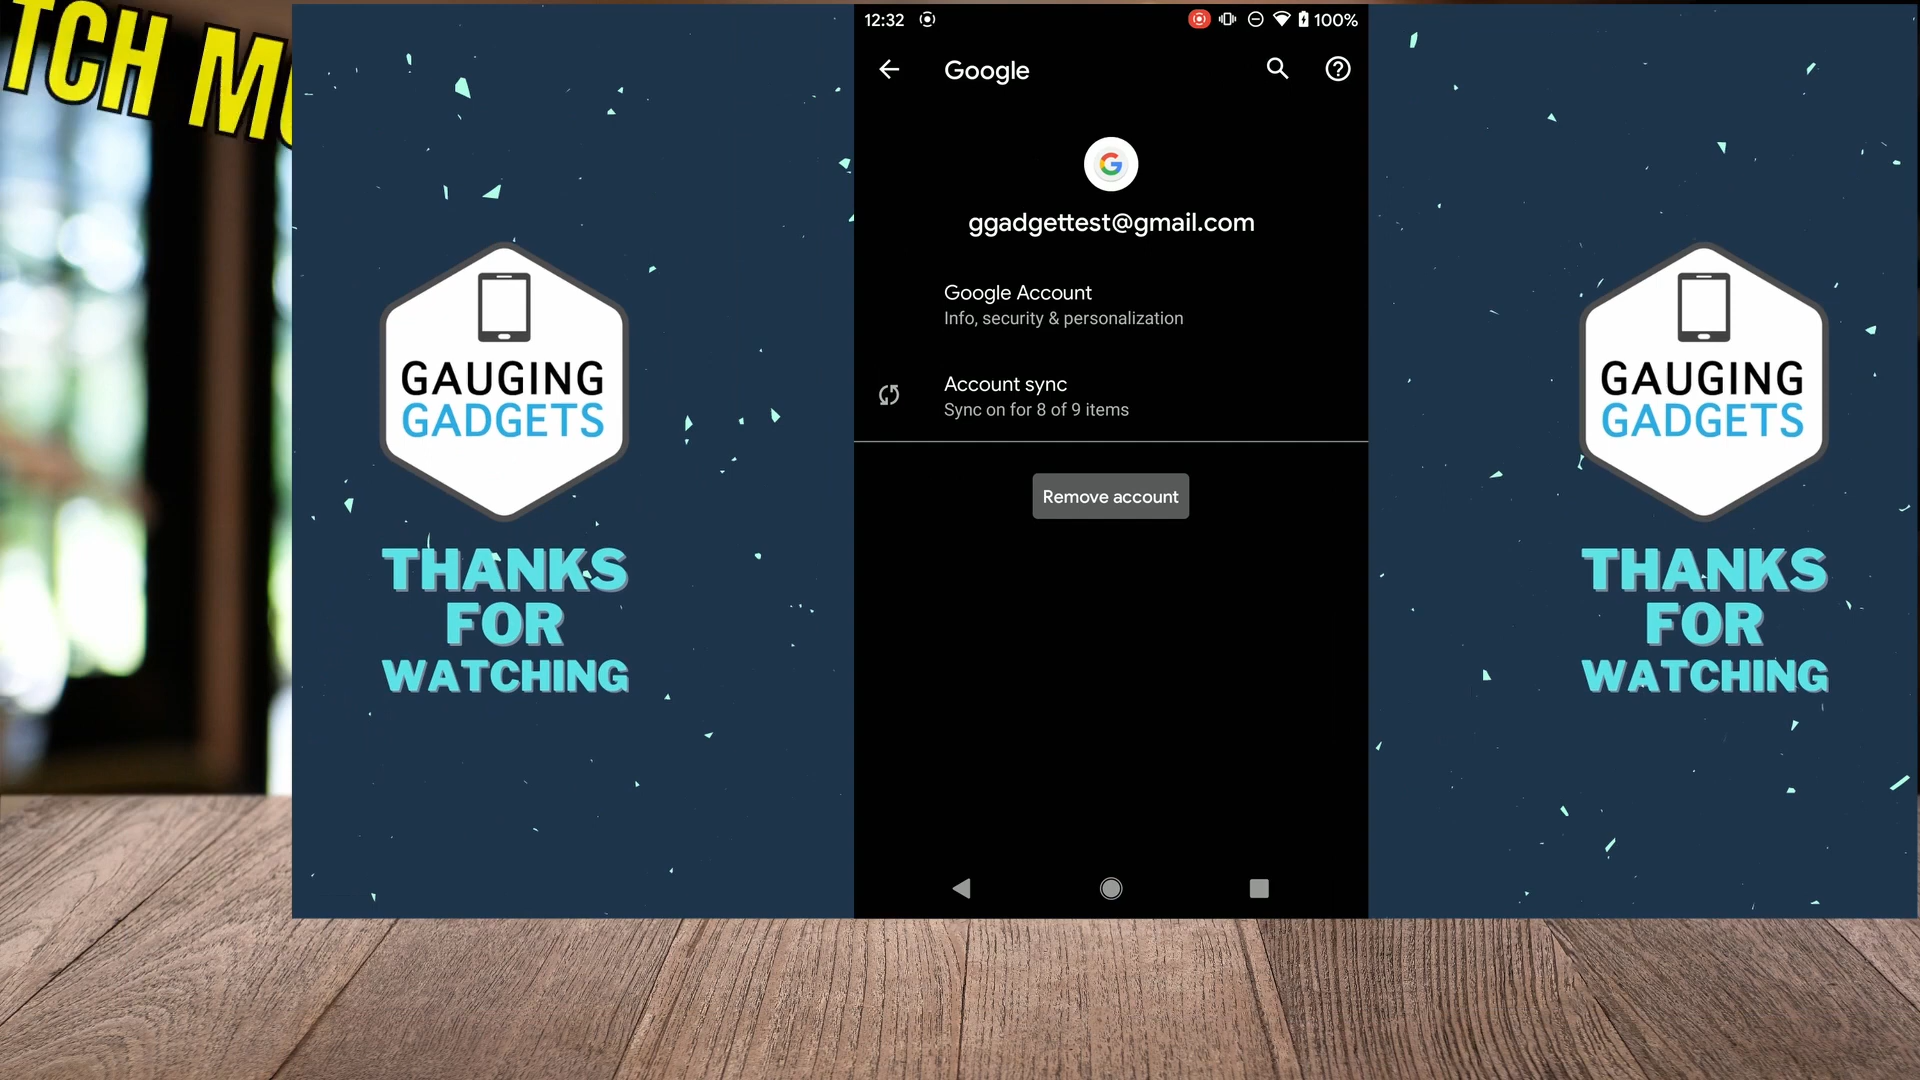 TCH
GAUGING
GADGETS
THANKS
FOR
WATCHING
12:32
100%
Google
ggadgettest@gmail.com
Google Account
Info, security & personalization
Account sync
Sync on for 8 of 9 items
Remove account
GAUGING
GADGETS
THANKS
FOR
WATCHING